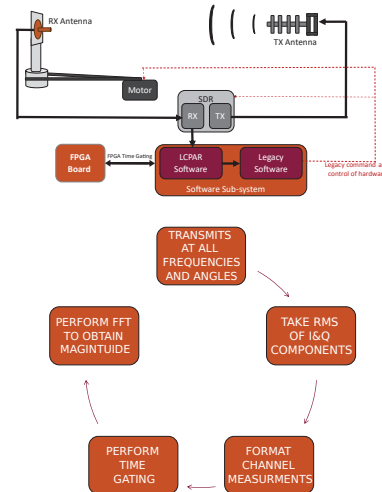 RX Antenna
TX Antenna
Motor
SDR
RX
TX
FPGA
Board
FPGA Time Gating
LCPAR
Software
Legacy
Software
Software Sub-system
Legacy command a
control of hardwar
TRANSMITS
AT ALL
FREQUENCIES
AND ANGLES
PERFORM FFT
TO OBTAIN
MAGINTUIDE
TAKE RMS
OF I&Q
COMPONENTS
PERFORM
TIME
GATING
FORMAT
CHANNEL
MEASURMENTS